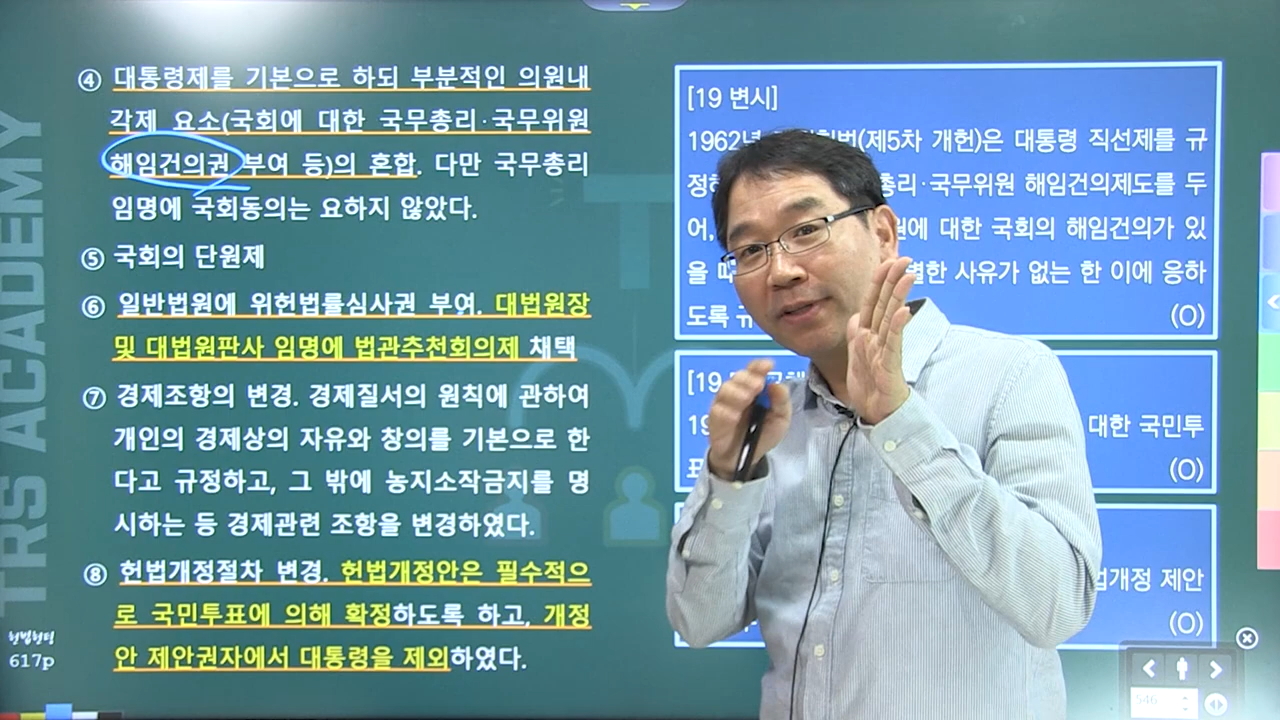 ④ 대통령제를 기본으로 하되 부분적인 의원내
각제 요소(국회에 대한 국무총리·국무위원
해임건의권 부여 등)의 혼합. 다만 국무총리
임명에 국회동의는 요하지 않았다.
⑤ 국회의 단원제
⑥ 일반법원에 위헌법률심사권 부여. 대법원장
및 대법원판사 임명에 법관추천회의제 채택
⑦ 경제조항의 변경. 경제질서의 원칙에 관하여
개인의 경제상의 자유와 창의를 기본으로 한
다고 규정하고, 그 밖에 농지소작금지를 명
시하는 등 경제관련 조항을 변경하였다.
⑧ 헌법개정절차 변경. 헌법개정안은 필수적으
로 국민투표에 의해 확정하도록 하고, 개정
안 제안권자에서 대통령을 제외하였다.
617p
TRS ACADEMY
[19 변시]
1962년 (제5차 개헌)은 대통령 직선제를 규
·국무위원 해임건의제도를 두
어, 대한 국회의 해임건의가 있
을 사유가 없는 한 이에 응하
도록 (O)
[19
대한 국민투
(O)
제안
(O)
546